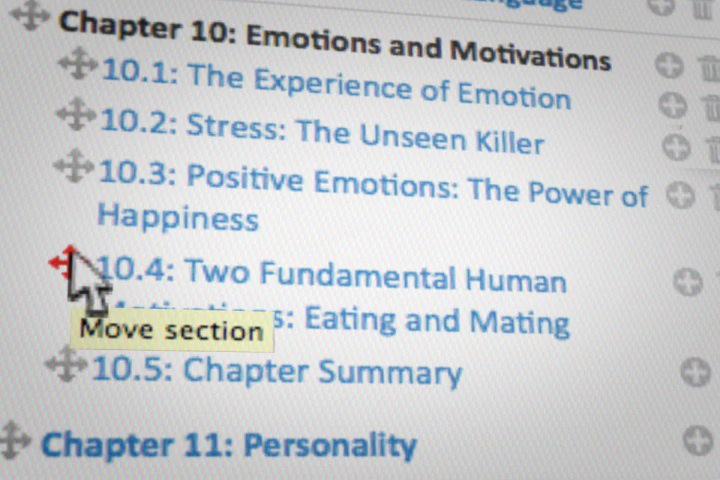 Language
Chapter 10: Emotions and Motivations
10.1: The Experience of Emotion
10.2: Stress: The Unseen Killer
10.3: Positive Emotions: The Power of
Happiness
10.4: Two Fundamental Human
Motivations: Eating and Mating
Move section
10.5: Chapter Summary
Chapter 11: Personality